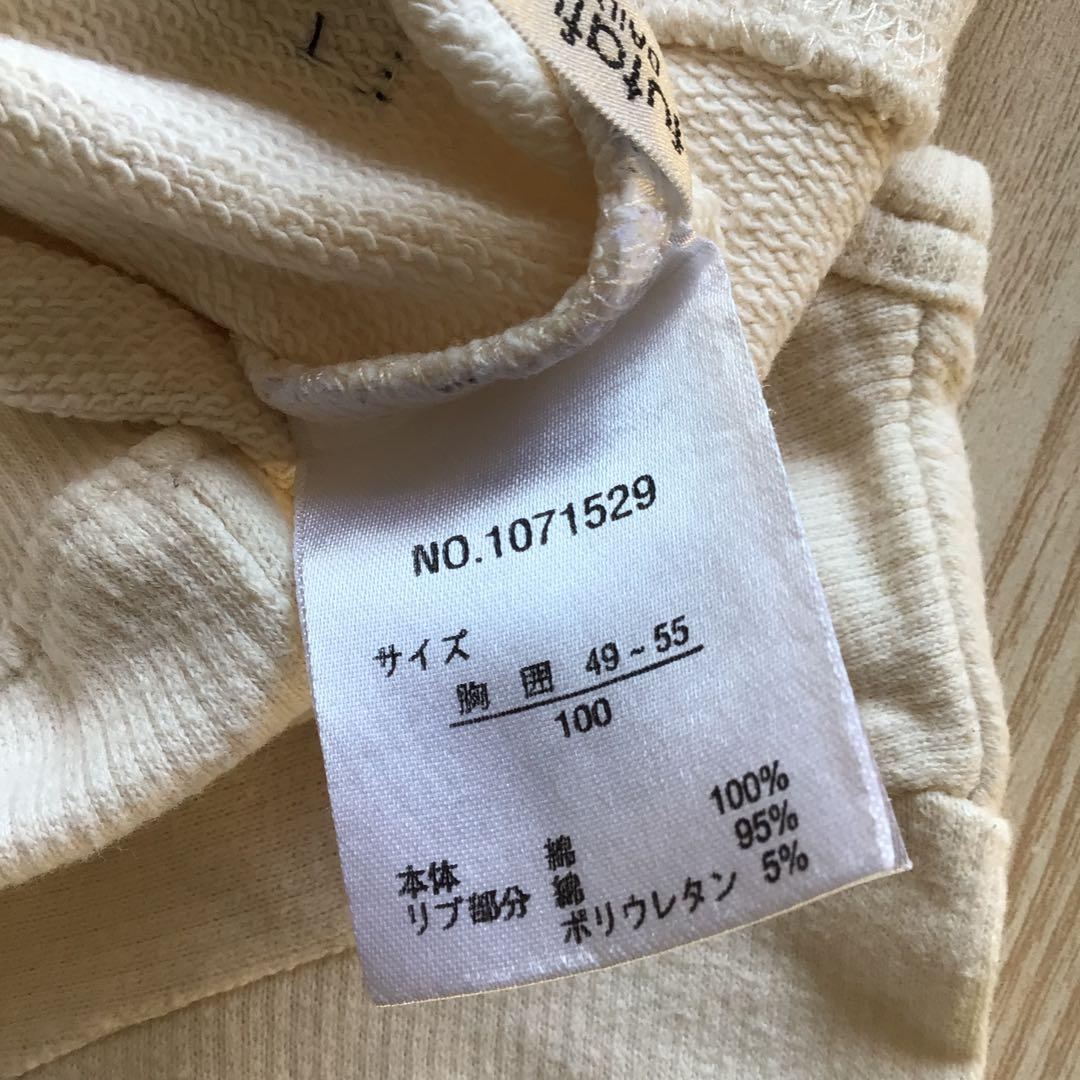 NO.1071529
サイズ
胸 囲 49~55
100
本体 綿 100%
リブ部分 綿 95%
ポリウレタン 5%